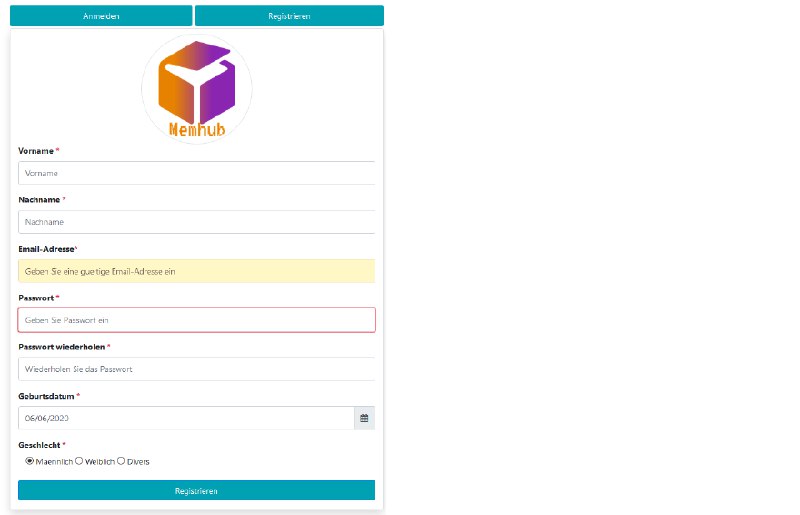 Anmelden Registrieren
Memhub
Vorname *
Vorname
Nachname *
Nachname
Email-Adresse*
Geben Sie eine gueltige Email-Adresse ein
Passwort *
Geben Sie Passwort ein
Passwort wiederholen *
Wiederholen Sie das Passwort
Geburtsdatum *
06/06/2020
Geschleckt *
Maennlich Weiblich Divers
Registrieren